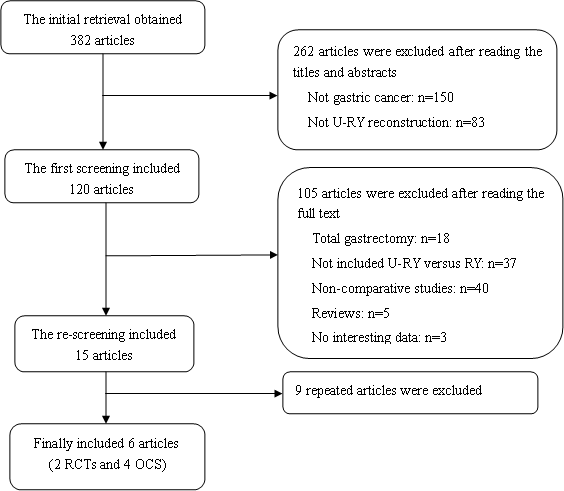 The initial retrieval obtained
382 articles
262 articles were excluded after reading the
titles and abstracts
Not gastric cancer: n=150
Not U-RY reconstruction: n=83
The first screening included
120 articles
105 articles were excluded after reading the
full text
Total gastrectomy: n=18
Not included U-RY versus RY: n=37
Non-comparative studies: n=40
Reviews: n=5
No interesting data: n=3
The re-screening included
15 articles
9 repeated articles were excluded
Finally included 6 articles
(2 RCTs and 4 OCS)